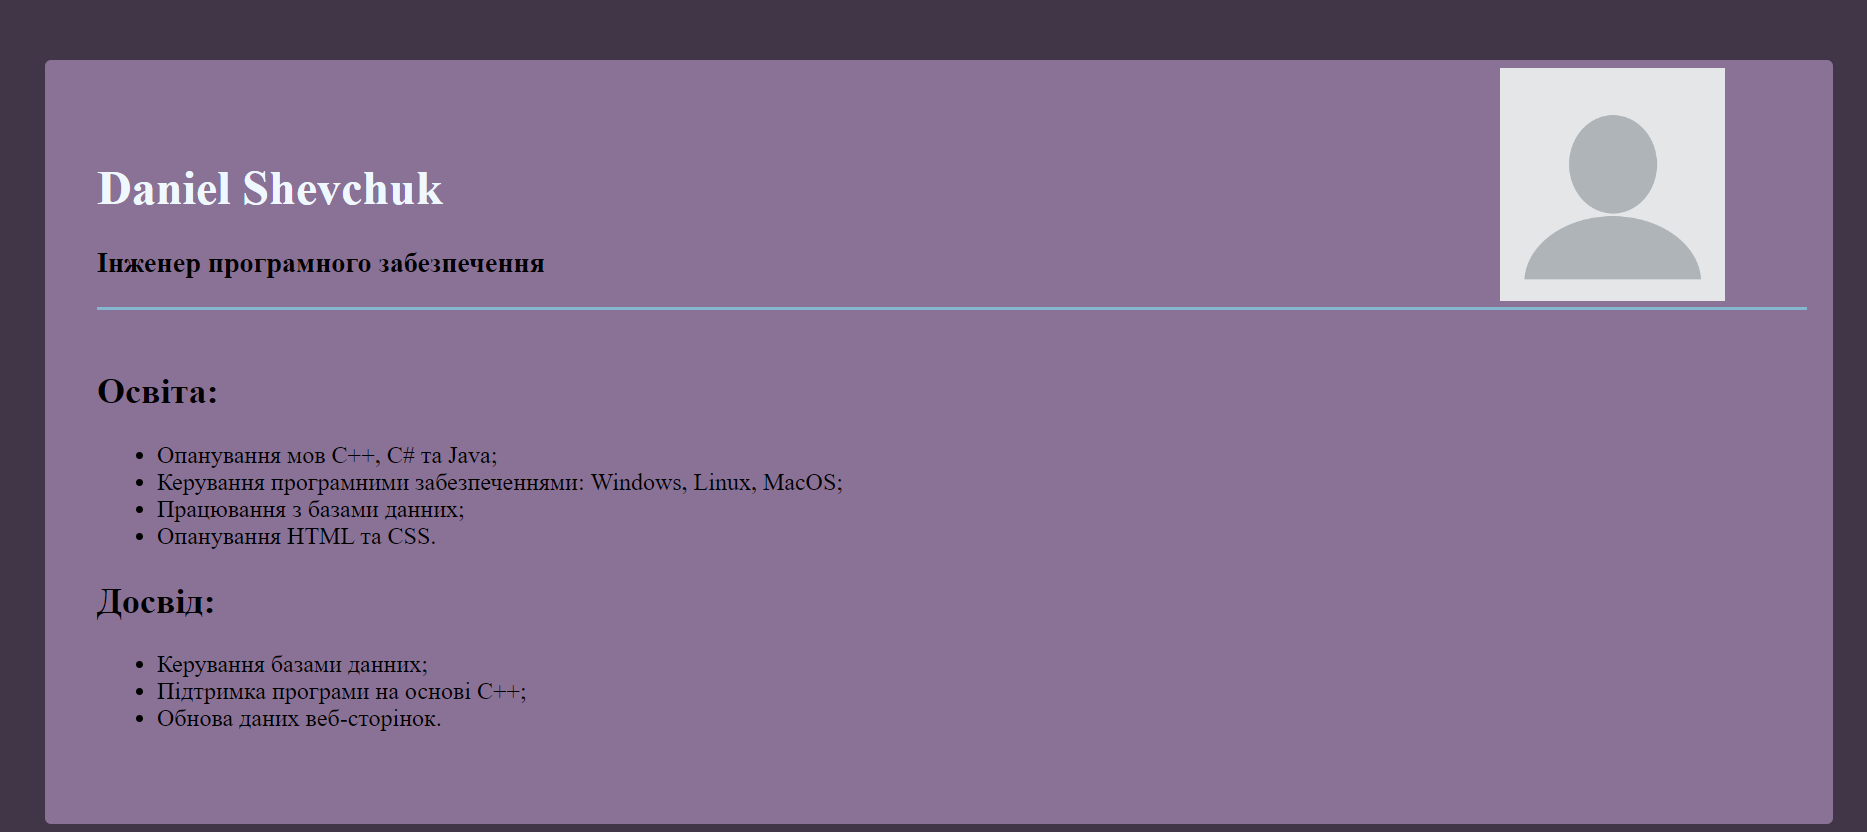 Daniel Shevchuk
Інженер програмного забезпечення
Освіта:
• Опанування мов C++, C# та Java;
• Керування програмними забезпеченнями: Windows, Linux, MacOS;
• Працювання з базами данних;
• Опанування HTML та CSS.
Досвід:
• Керування базами данних;
• Підтримка програми на основі C++;
• Обнова даних веб-сторінок.